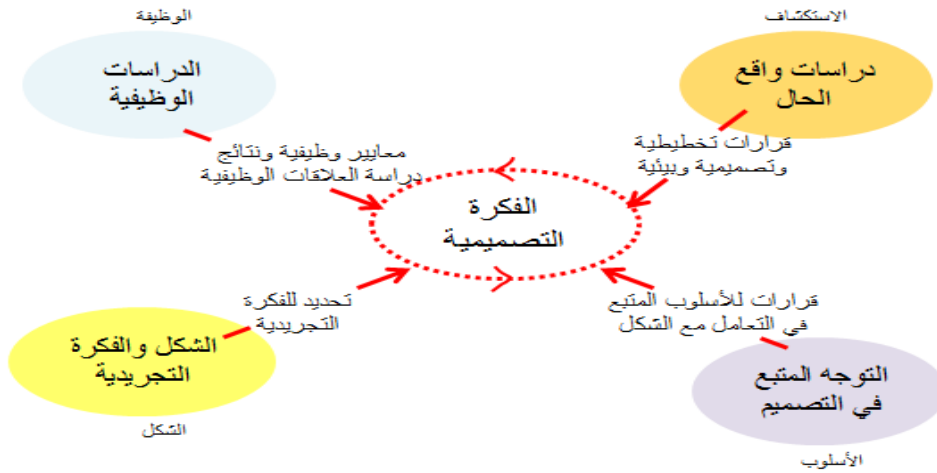 الاستكشاف
دراسات واقع
الحال
قرارات تخطيطية
وتصميمية وبيئية
الوظيفة
الدراسات
الوظيفية
معايير وظيفية ونتائج
دراسة العلاقات الوظيفية
الفكرة
التصميمية
قرارات للأسلوب المتبع
في التعامل مع الشكل
التوجه المتبع
في التصميم
الأسلوب
تحديد للفكرة
التجريدية
الشكل والفكرة
التجريدية
الشكل